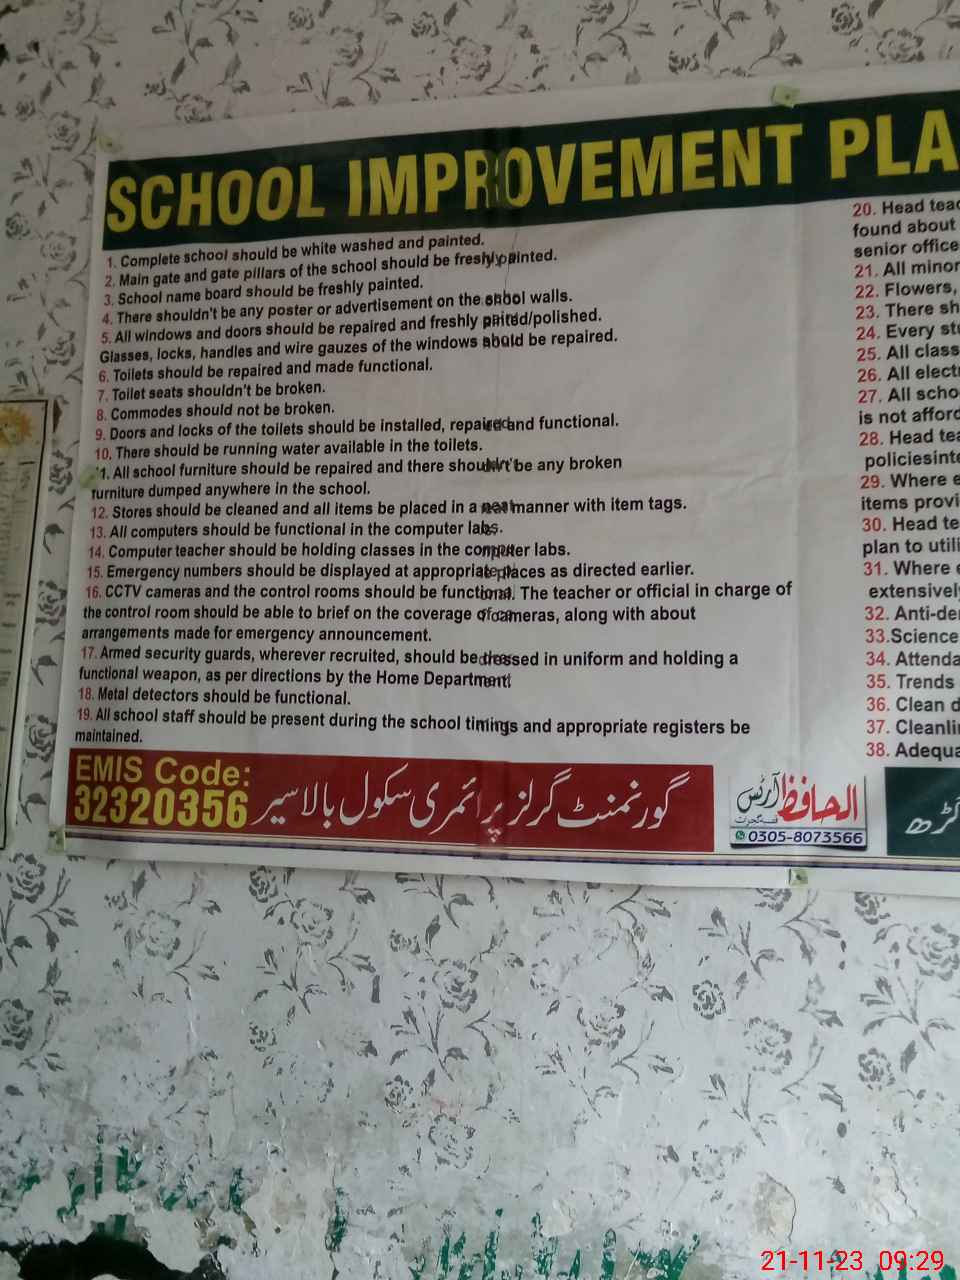 SCHOOL IMPROVEMENT PLA
1. Complete school should be white washed and painted.
2. Main gate and gate pillars of the school should be freshly painted.
3. School name board should be freshly painted.
4. There shouldn't be any poster or advertisement on the school walls.
5. All windows and doors should be repaired and freshly painted/polished.
Glasses, locks, handles and wire gauzes of the windows should be repaired.
6. Toilets should be repaired and made functional.
7. Toilet seats shouldn't be broken.
8. Commodes should not be broken.
9. Doors and locks of the toilets should be installed, repaired and functional.
10. There should be running water available in the toilets.
11. All school furniture should be repaired and there shouldn't be any broken
furniture dumped anywhere in the school.
12. Stores should be cleaned and all items be placed in a neat manner with item tags.
13. All computers should be functional in the computer labs.
14. Computer teacher should be holding classes in the computer labs.
15. Emergency numbers should be displayed at appropriate places as directed earlier.
16. CCTV cameras and the control rooms should be functional. The teacher or official in charge of
the control room should be able to brief on the coverage of cameras, along with about
arrangements made for emergency announcement.
17. Armed security guards, wherever recruited, should be dressed in uniform and holding a
functional weapon, as per directions by the Home Department.
18. Metal detectors should be functional.
19. All school staff should be present during the school timings and appropriate registers be
maintained.
20. Head teac
found about
senior office
21. All minor
22. Flowers,
23. There sh
24. Every stu
25. All class
26. All electr
27. All scho
is not afford
28. Head tea
policiesinte
29. Where e
items provi
30. Head te
plan to utili
31. Where e
extensively
32. Anti-de
33.Science
34. Attenda
35. Trends
36. Clean d
37. Cleanli
38. Adequa
EMIS Code:
32320356
گورنمنٹ گرلز پرائمری سکول بالا سیر
الحافظ آرٹس
0305-8073566
گڑھ
21-11-23 09:29